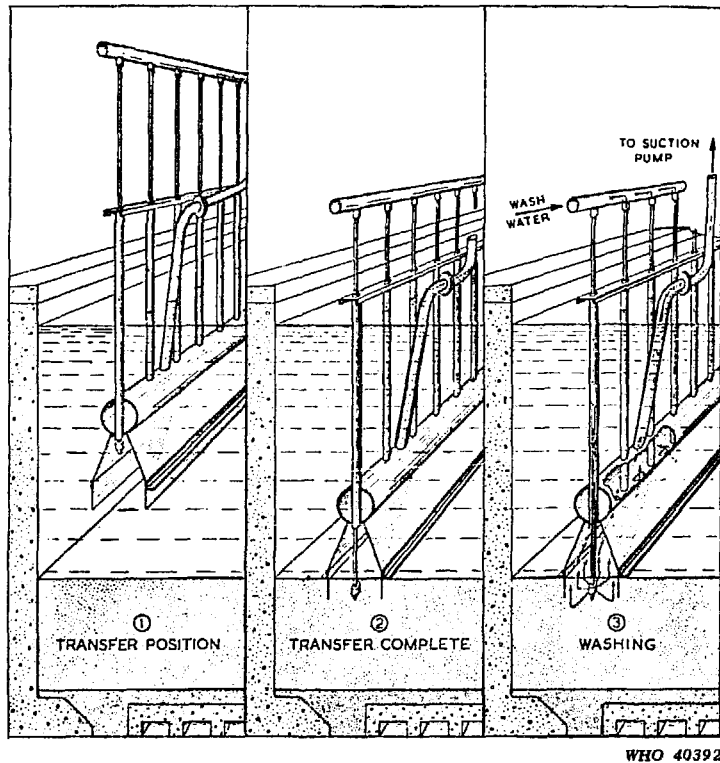 TO SUCTION
PUMP
WASH
WATER
①
TRANSFER POSITION
②
TRANSFER COMPLETE
③
WASHING
WHO 40392